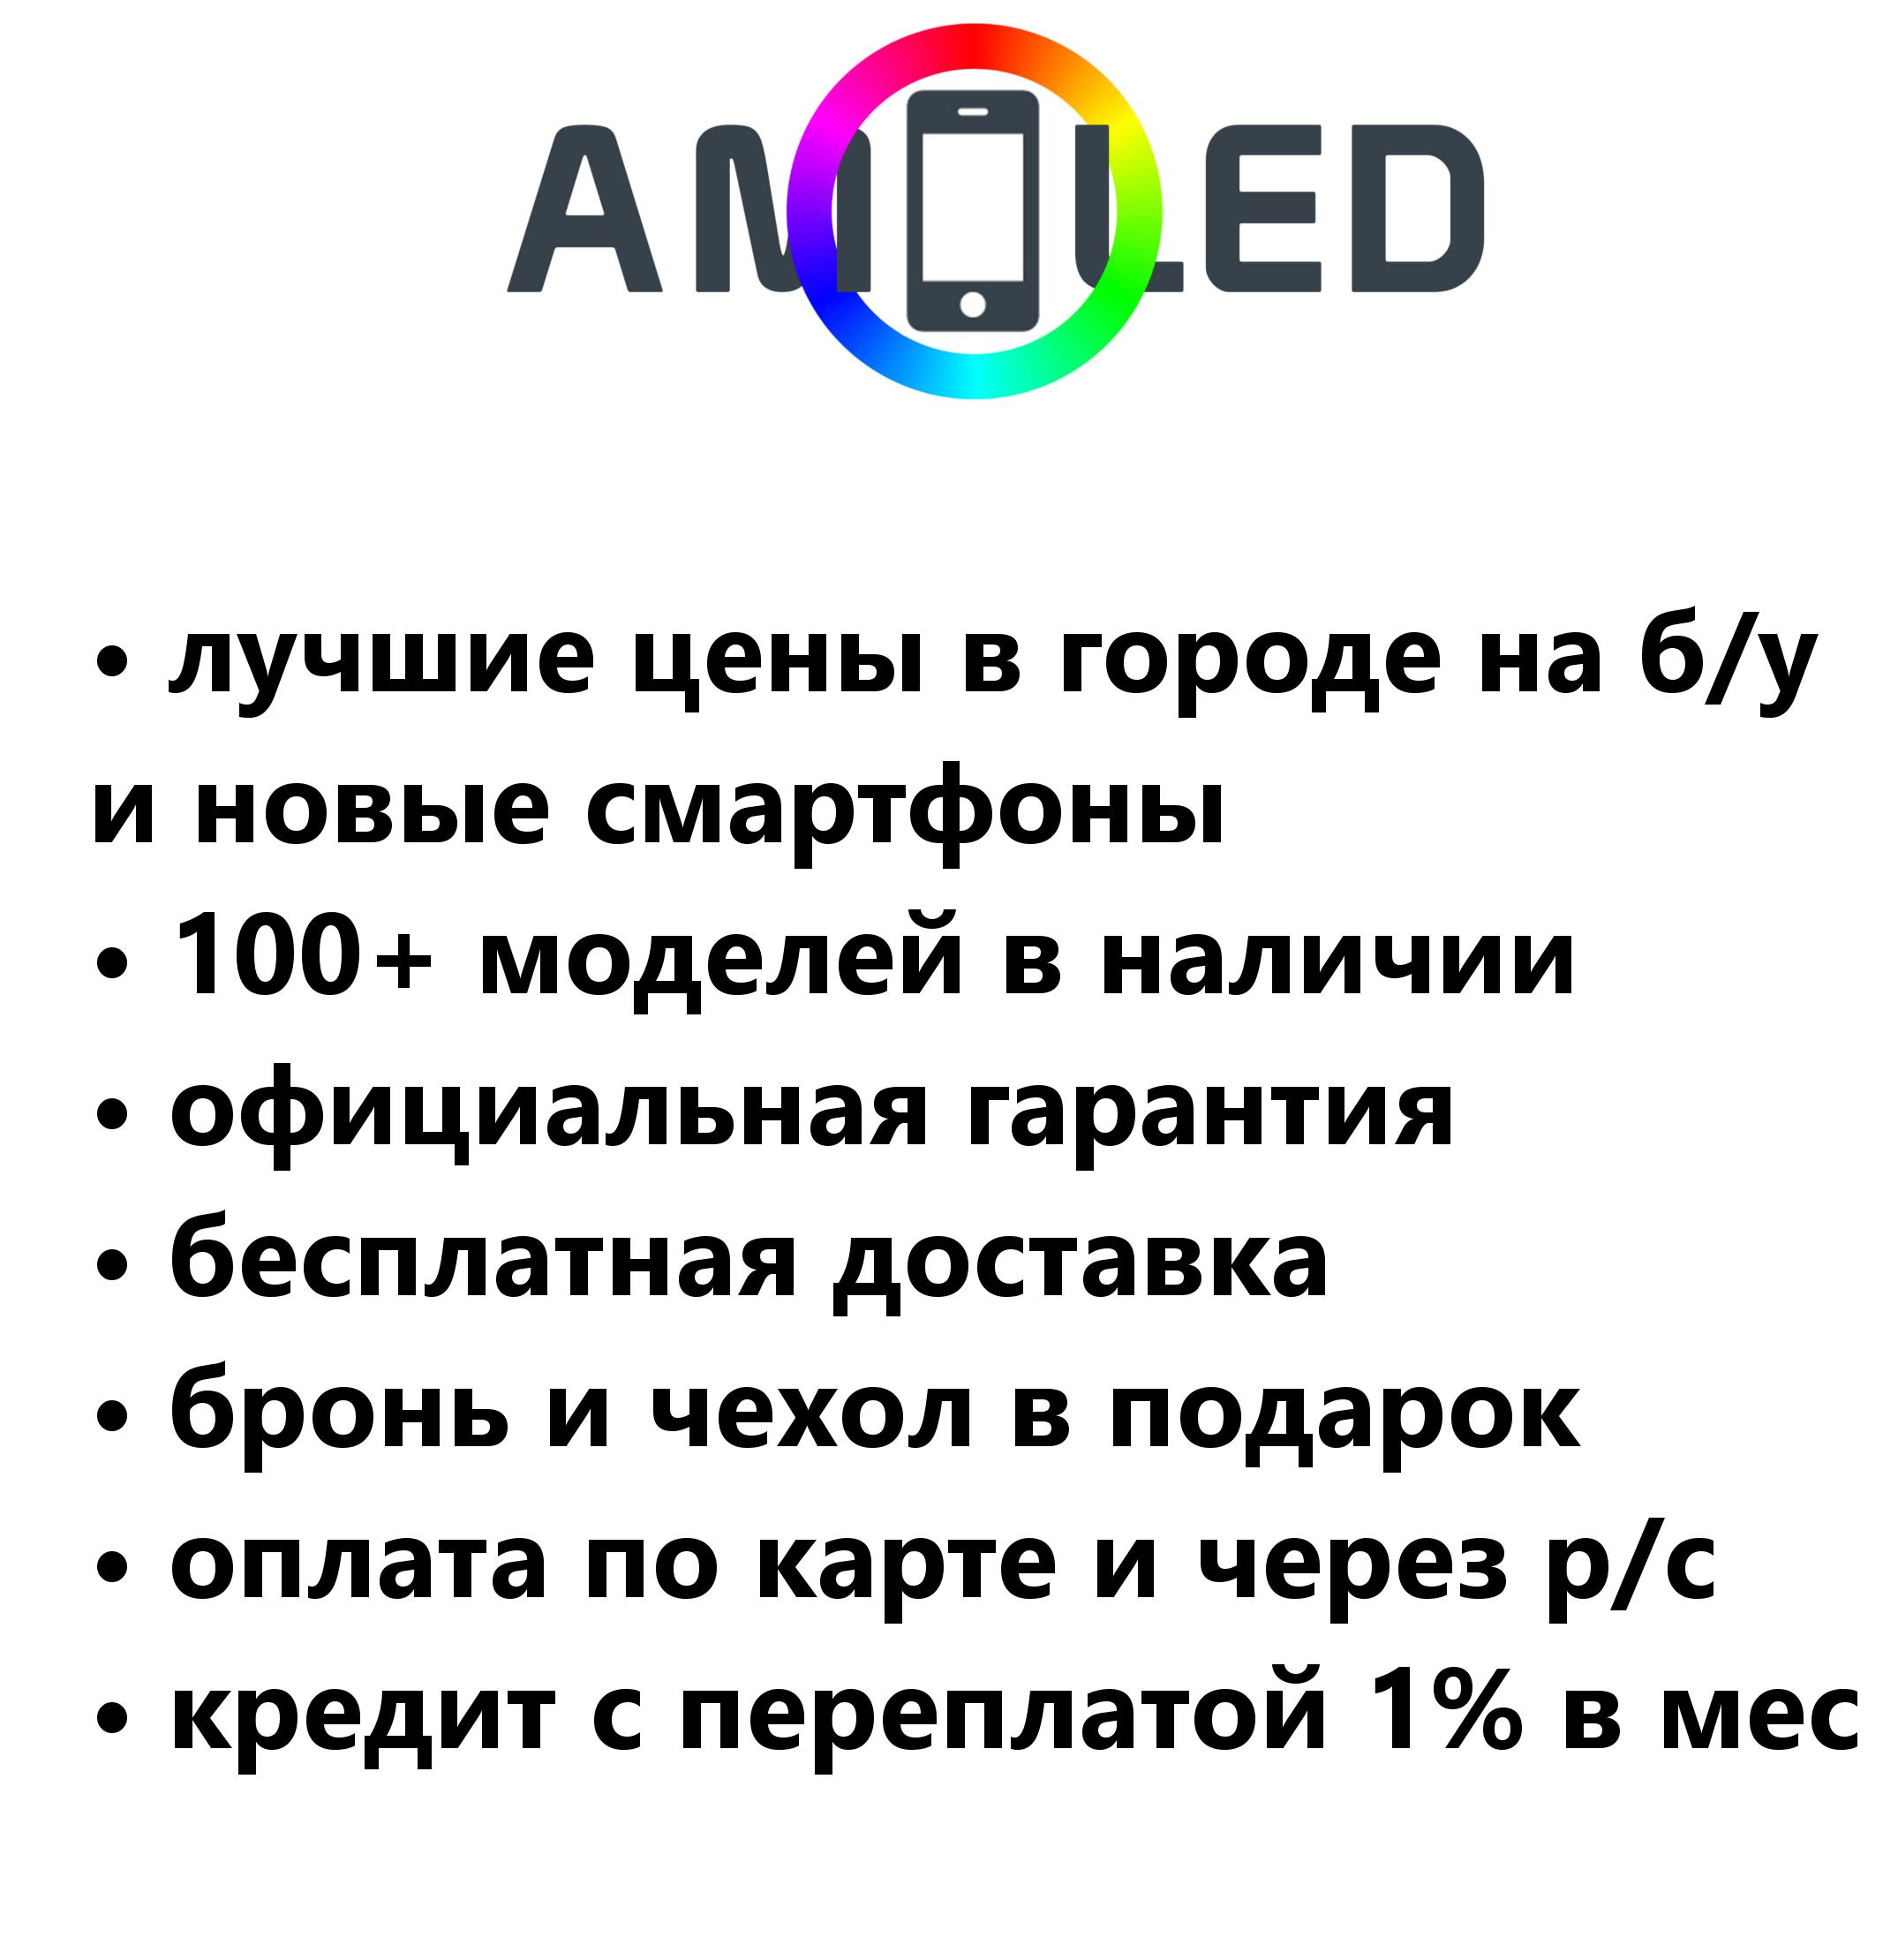 AMOLED
• лучшие цены в городе на б/у
и новые смартфоны
• 100+ моделей в наличии
• официальная гарантия
• бесплатная доставка
• бронь и чехол в подарок
• оплата по карте и через р/с
• кредит с переплатой 1% в мес